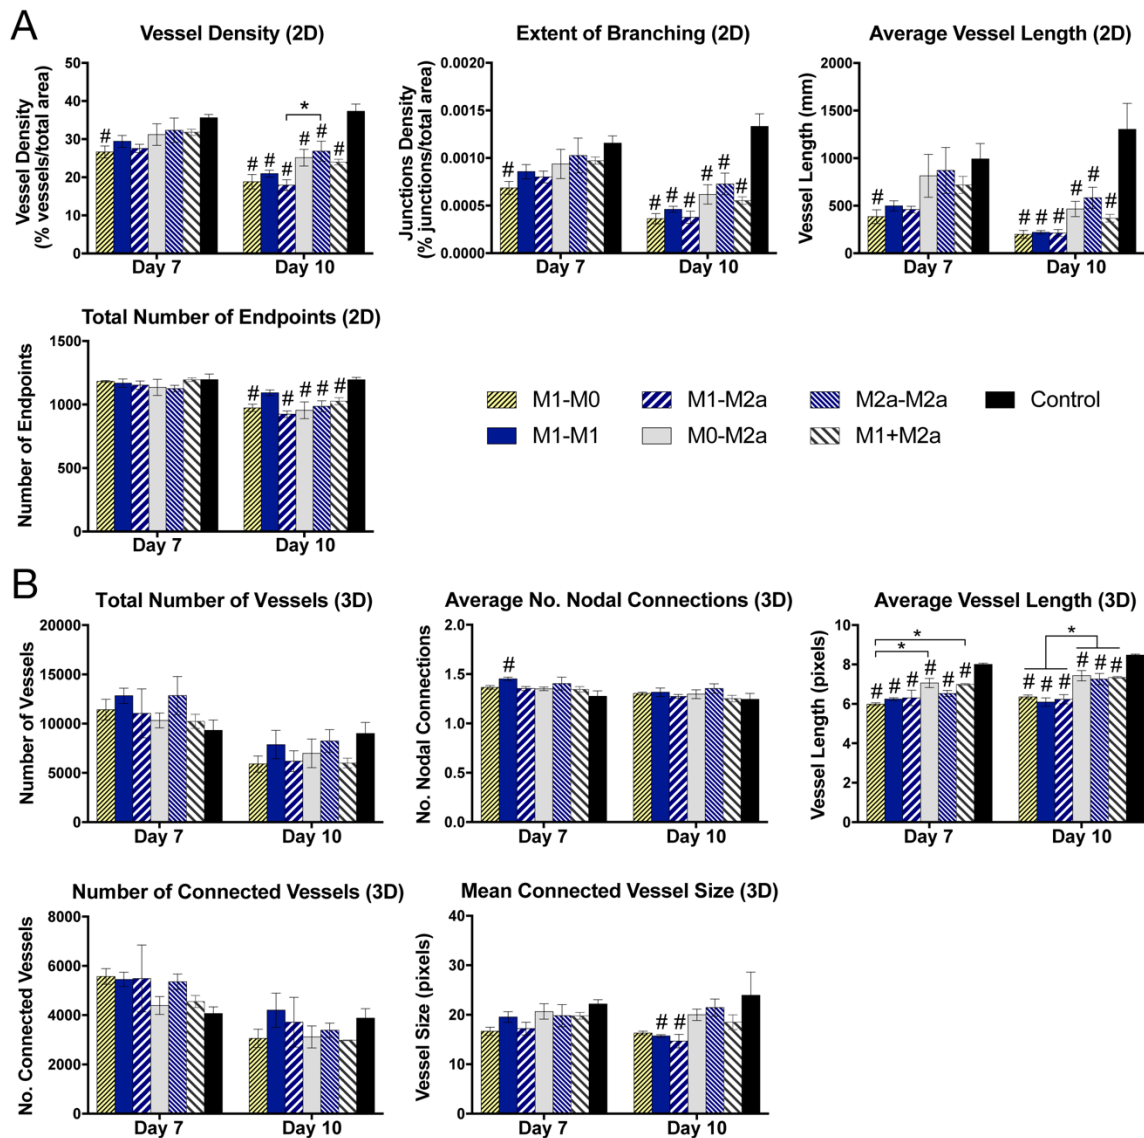 A
Vessel Density (2D)
Vessel Density
(% vessels/total area)
50
40
30
20
10
0
# # # # * # # #
Day 7 Day 10
Extent of Branching (2D)
Junctions Density
(% junctions/total area)
0.0020
0.0015
0.0010
0.0005
0.0000
# # # # # # #
Day 7 Day 10
Average Vessel Length (2D)
Vessel Length (mm)
2000
1500
1000
500
0
# # # # # # #
Day 7 Day 10
Total Number of Endpoints (2D)
Number of Endpoints
1500
1000
500
0
# # # # #
Day 7 Day 10
M1-M0 M1-M2a M2a-M2a Control
M1-M1 M0-M2a M1+M2a
B
Total Number of Vessels (3D)
Number of Vessels
20000
15000
10000
5000
0
Day 7 Day 10
Average No. Nodal Connections (3D)
No. Nodal Connections
2.0
1.5
1.0
0.5
0.0
#
Day 7 Day 10
Average Vessel Length (3D)
Vessel Length (pixels)
10
8
6
4
2
0
*
*
# # # # # #
*
# # # # # #
Day 7 Day 10
Number of Connected Vessels (3D)
No. Connected Vessels
8000
6000
4000
2000
0
Day 7 Day 10
Mean Connected Vessel Size (3D)
Vessel Size (pixels)
40
30
20
10
0
# #
Day 7 Day 10